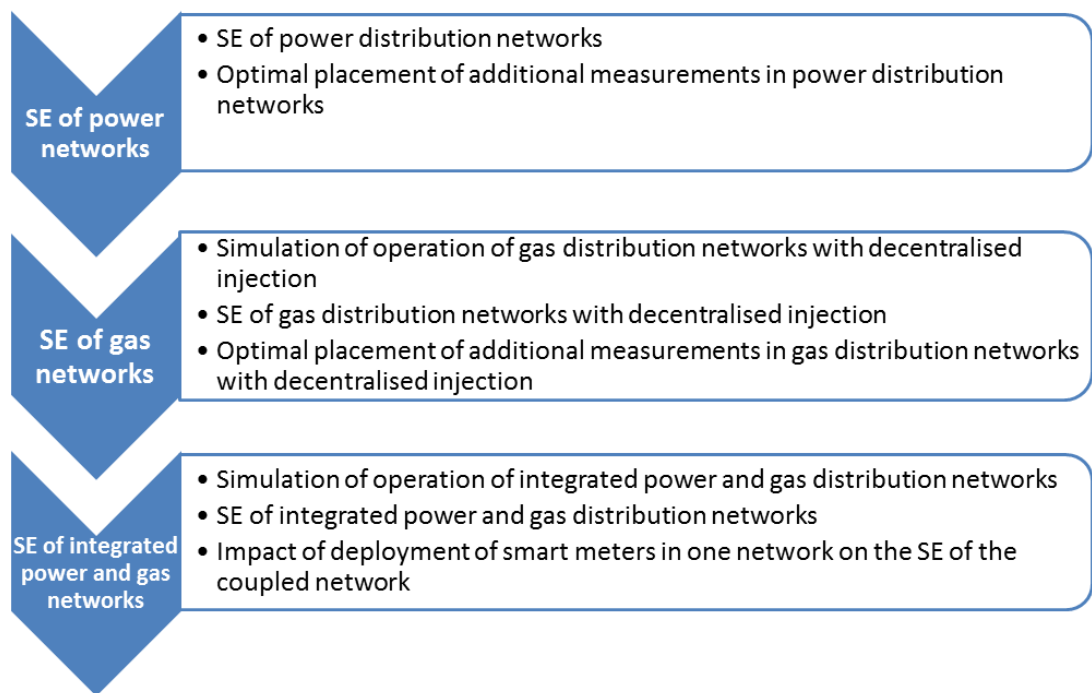 SE of power
networks
• SE of power distribution networks
• Optimal placement of additional measurements in power distribution
networks
SE of gas
networks
• Simulation of operation of gas distribution networks with decentralised
injection
• SE of gas distribution networks with decentralised injection
• Optimal placement of additional measurements in gas distribution networks
with decentralised injection
SE of integrated
power and gas
networks
• Simulation of operation of integrated power and gas distribution networks
• SE of integrated power and gas distribution networks
• Impact of deployment of smart meters in one network on the SE of the
coupled network